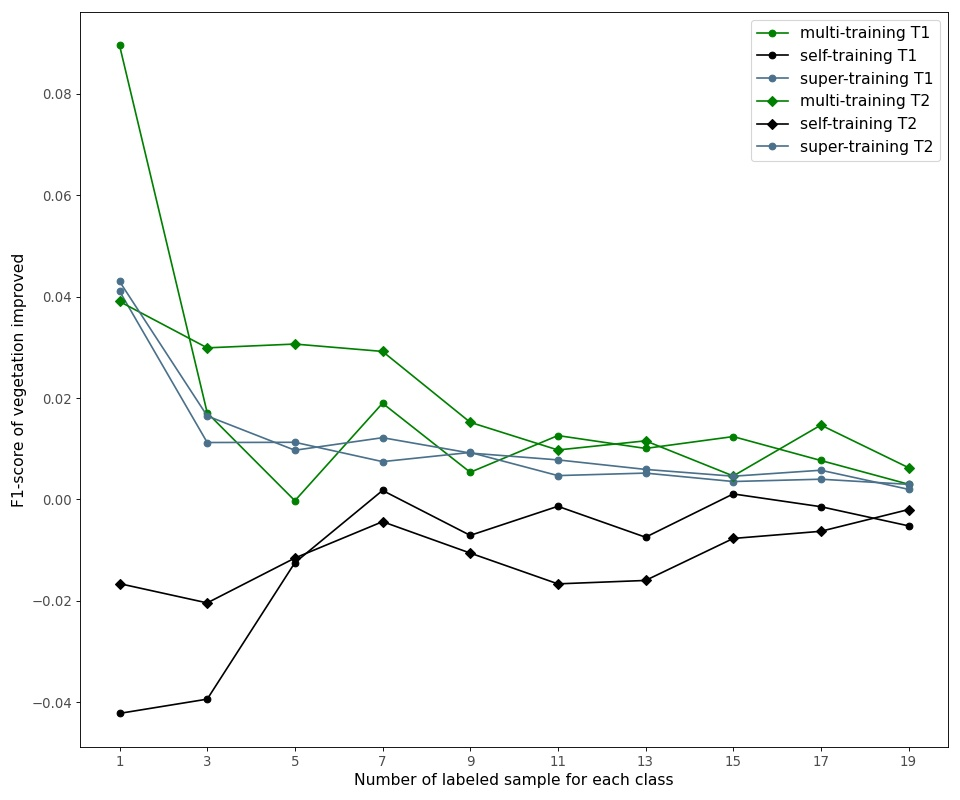 multi-training T1
self-training T1
super-training T1
multi-training T2
self-training T2
super-training T2
0.08
0.06
0.04
0.02
0.00
−0.02
−0.04
F1-score of vegetation improved
1 3 5 7 9 11 13 15 17 19
Number of labeled sample for each class